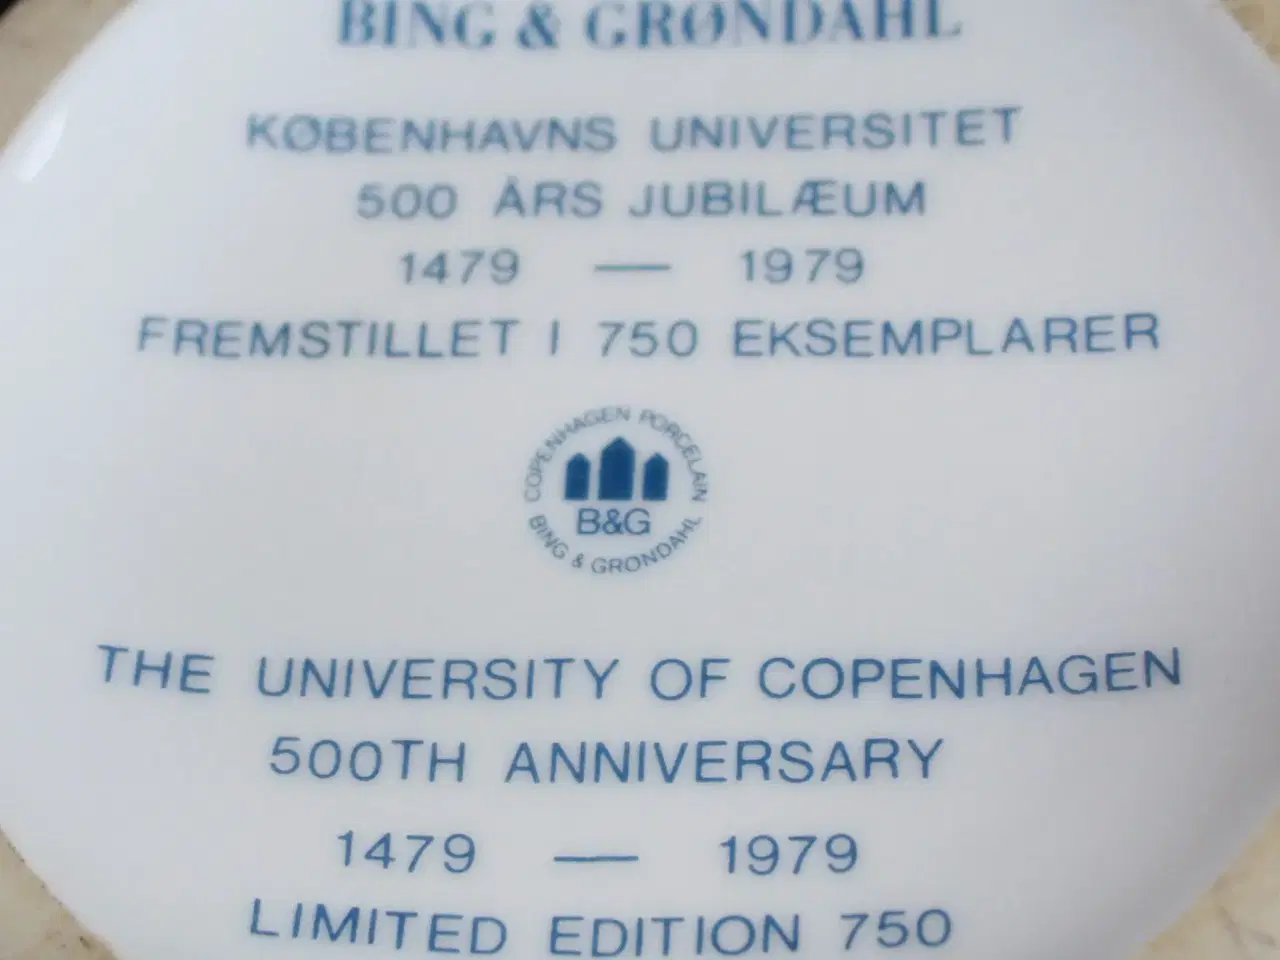 BING & GRØNDAHL
KØBENHAVNS UNIVERSITET
500 ÅRS JUBILÆUM
1479 — 1979
FREMSTILLET I 750 EKSEMPLARER
COPENHAGEN PORCELAIN
B&G
BING & GRØNDAHL
THE UNIVERSITY OF COPENHAGEN
500TH ANNIVERSARY
1479 — 1979
LIMITED EDITION 750